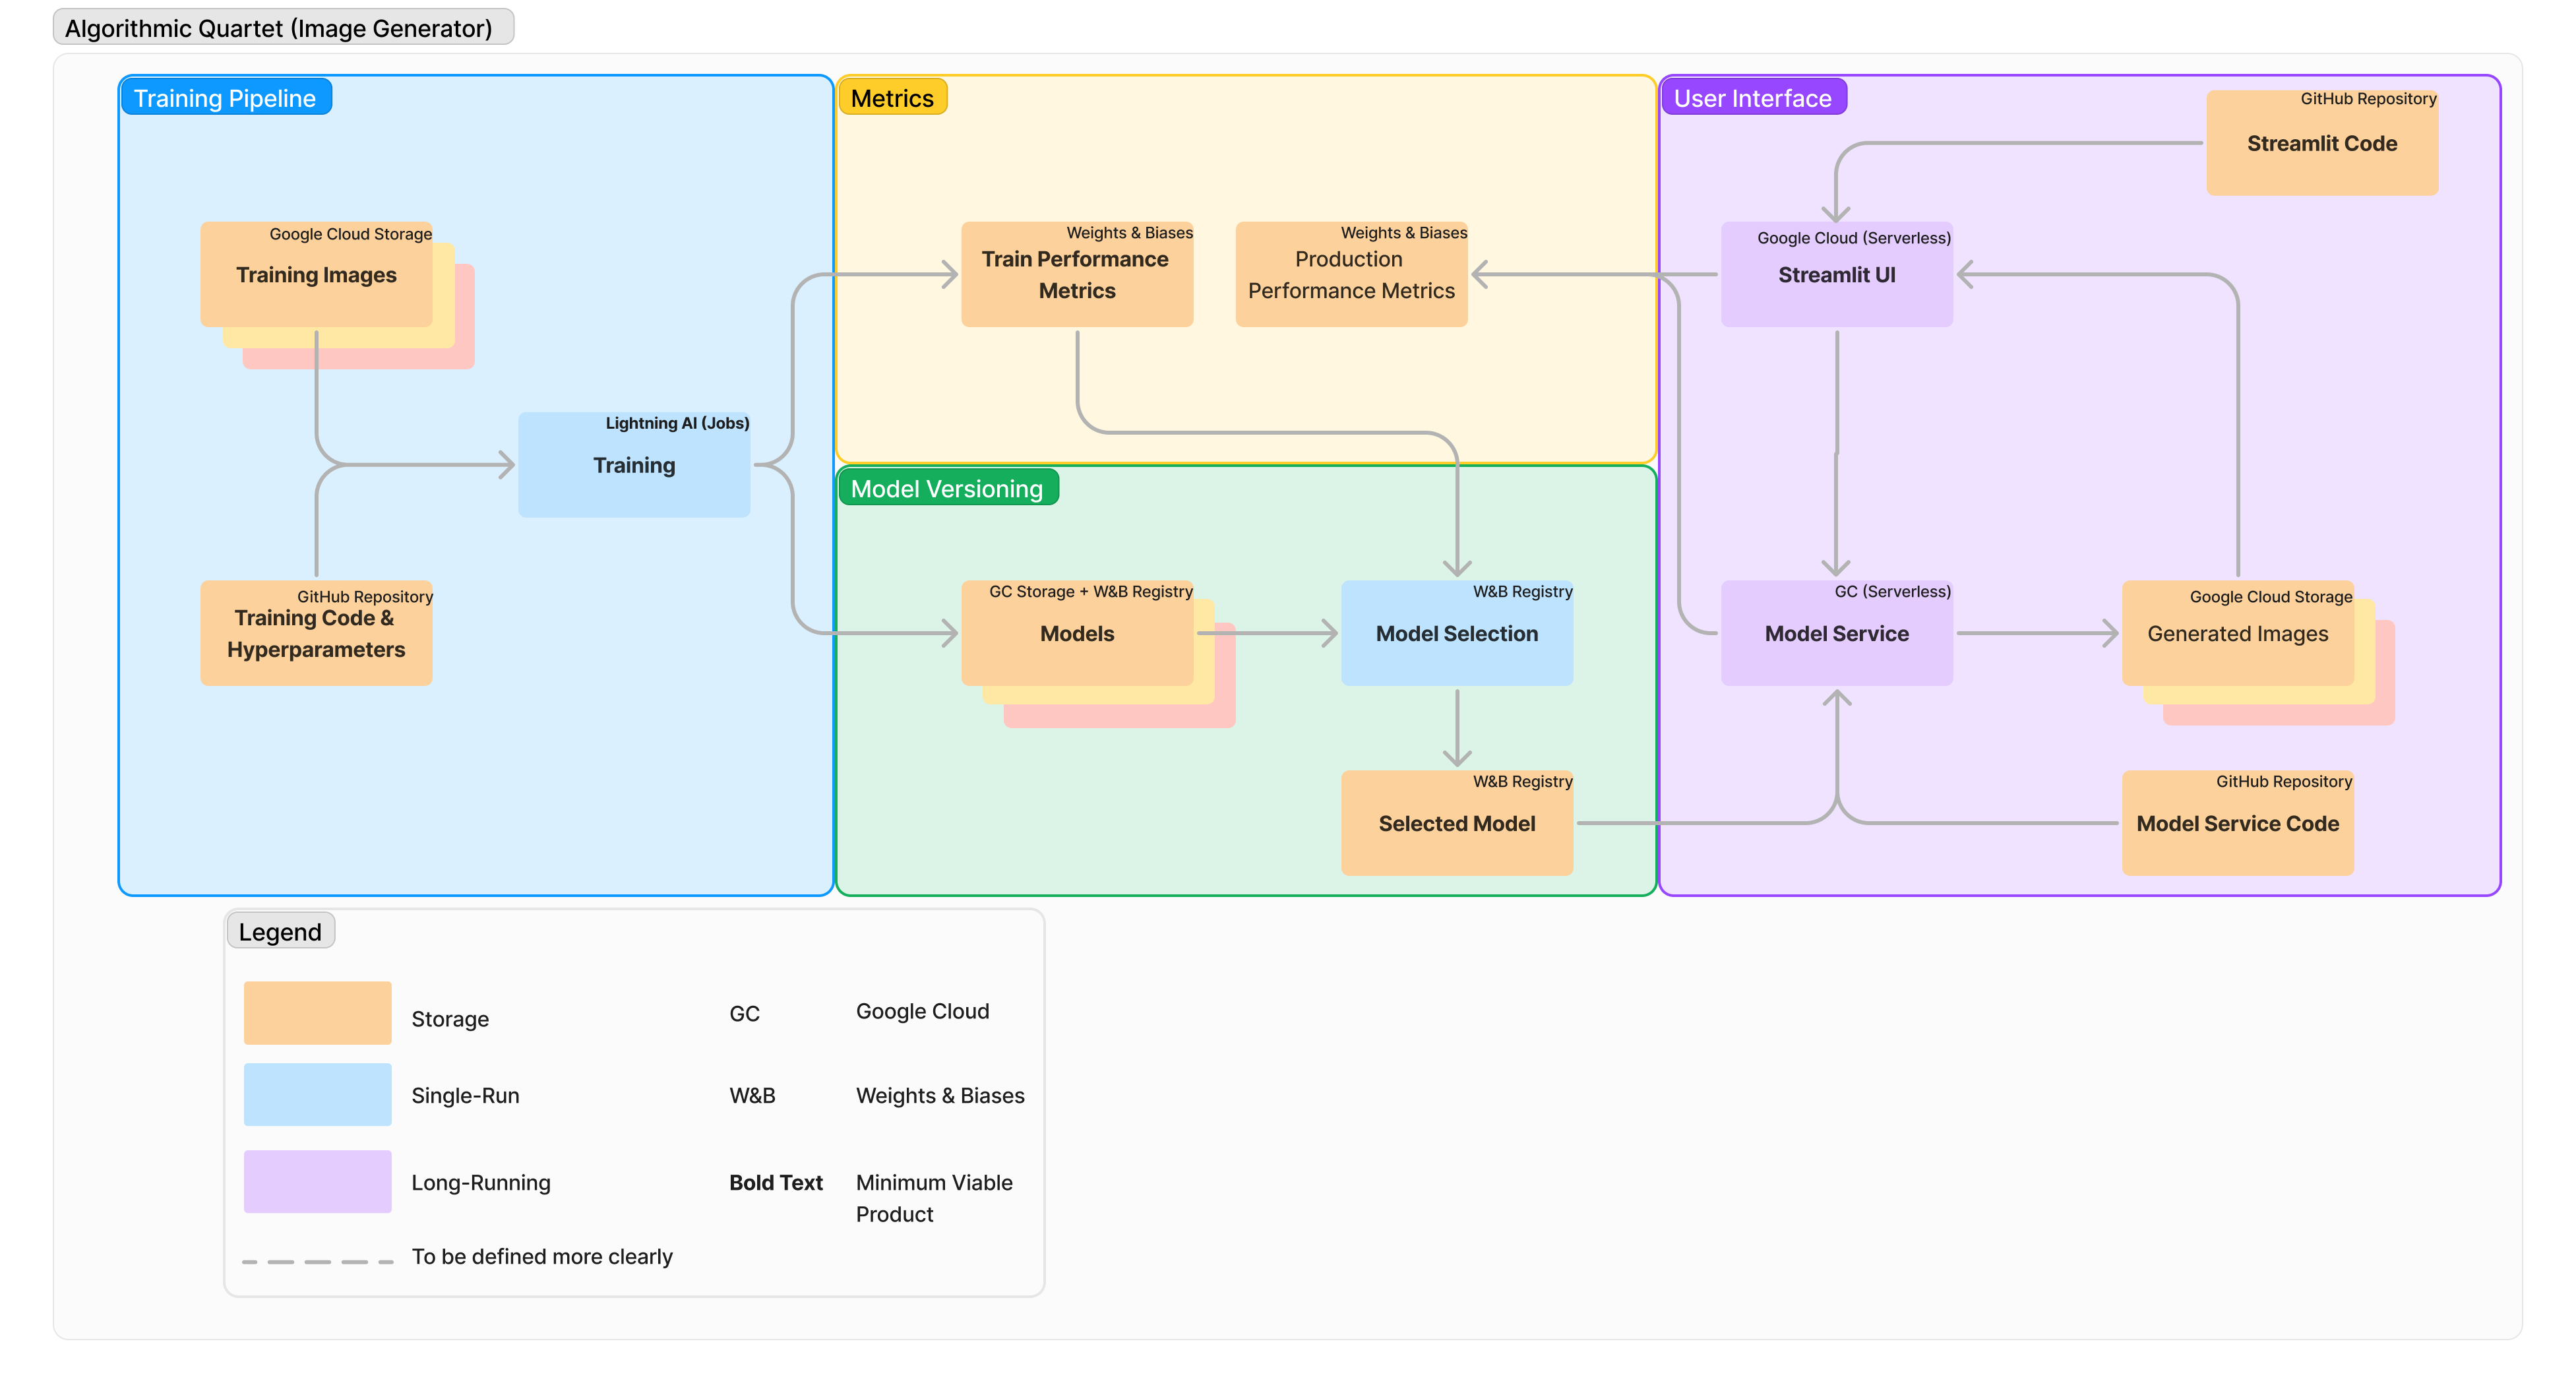 Algorithmic Quartet (Image Generator)
Training Pipeline
Google Cloud Storage
Training Images
Lightning AI (Jobs)
Training
GitHub Repository
Training Code &
Hyperparameters
Metrics
Weights & Biases
Train Performance
Metrics
Weights & Biases
Production
Performance Metrics
Model Versioning
GC Storage + W&B Registry
Models
W&B Registry
Model Selection
W&B Registry
Selected Model
User Interface
GitHub Repository
Streamlit Code
Google Cloud (Serverless)
Streamlit UI
GC (Serverless)
Model Service
Google Cloud Storage
Generated Images
GitHub Repository
Model Service Code
Legend
Storage
GC
Google Cloud
Single-Run
W&B
Weights & Biases
Long-Running
Bold Text
Minimum Viable
Product
To be defined more clearly